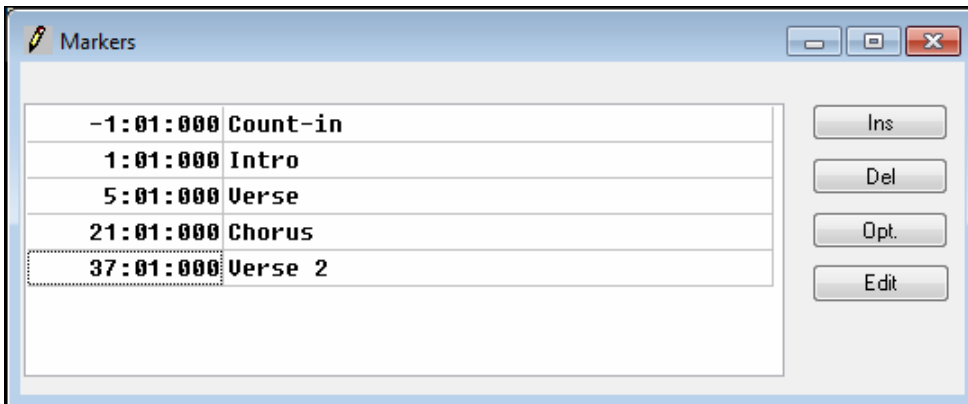 Markers
-1:01:000 Count-in
1:01:000 Intro
5:01:000 Verse
21:01:000 Chorus
37:01:000 Verse 2
Ins
Del
Opt.
Edit